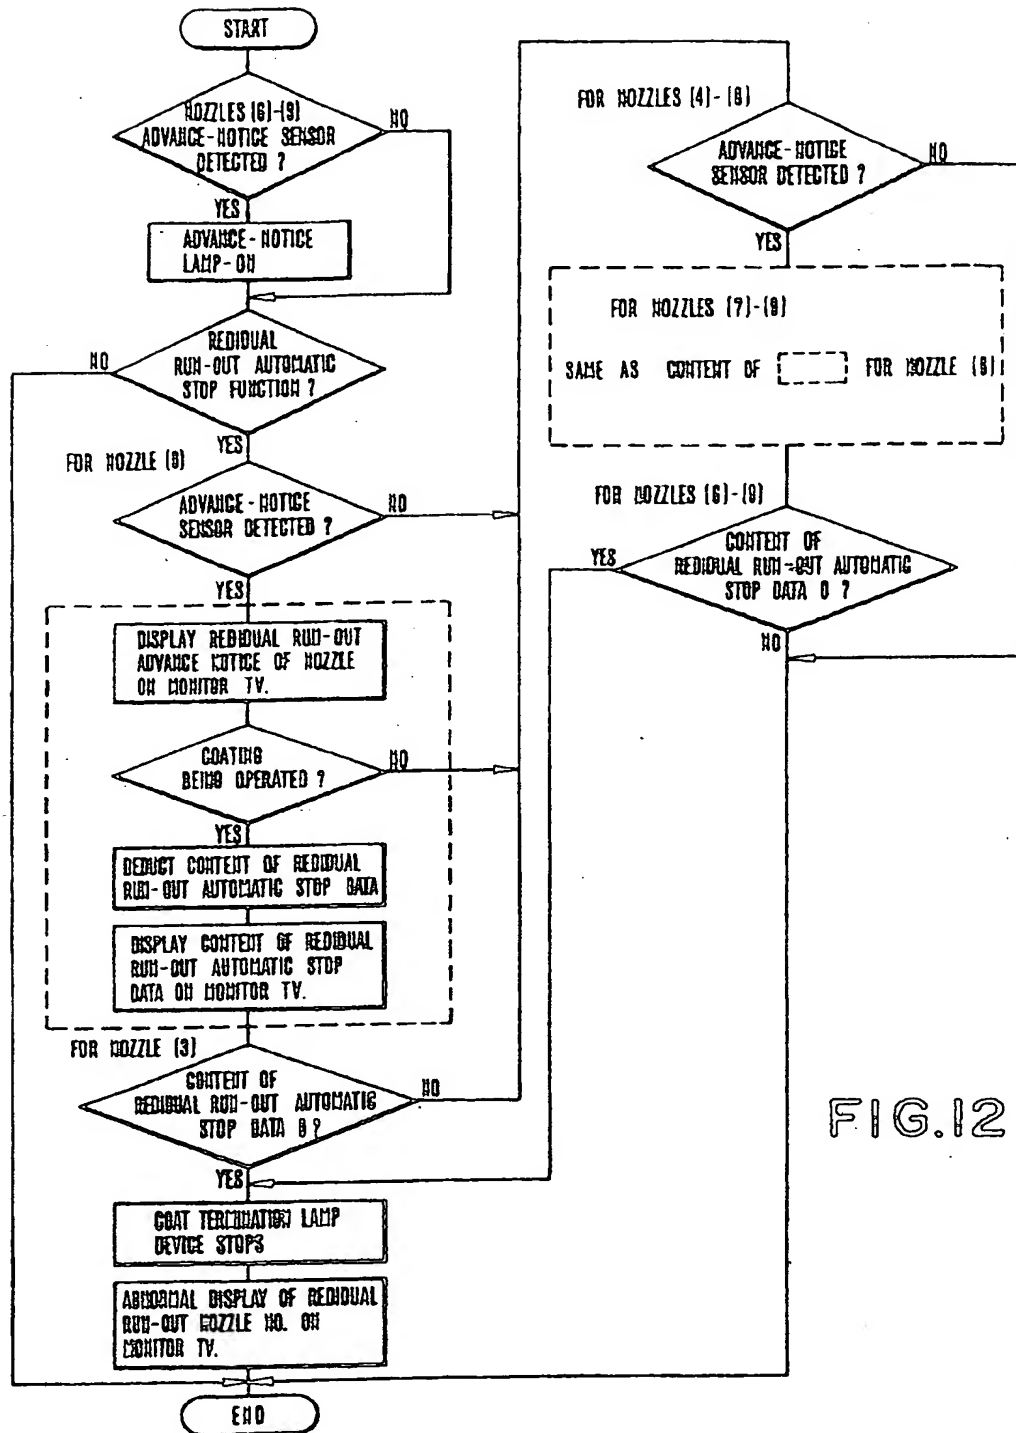 START
NOZZLES (6)-(9)
ADVANCE-NOTICE SENSOR
DETECTED ?
NO
YES
ADVANCE-NOTICE
LAMP-ON
REDIDUAL
RUN-OUT AUTOMATIC
STOP FUNCTION ?
NO
YES
FOR NOZZLE
ADVANCE-NOTICE
SENSOR DETECTED ?
NO
YES
DISPLAY REDIDUAL RUN-OUT
ADVANCE NOTICE OF NOZZLE
ON MONITOR TV.
COATING
BEING OPERATED ?
NO
YES
DEDUCT CONTENT OF REDIDUAL
RUN-OUT AUTOMATIC STOP DATA
DISPLAY CONTENT OF REDIDUAL
RUN-OUT AUTOMATIC STOP
DATA ON MONITOR TV.
FOR NOZZLE (3)
CONTENT OF
REDIDUAL RUN-OUT AUTOMATIC
STOP DATA 0 ?
NO
YES
COAT TERMINATION LAMP
DEVICE STOPS
ABNORMAL DISPLAY OF REDIDUAL
RUN-OUT NOZZLE NO. ON
MONITOR TV.
END
FOR NOZZLES
ADVANCE-NOTICE
SENSOR DETECTED ?
NO
YES
FOR NOZZLES (7)-(9)
SAME AS CONTENT OF FOR NOZZLE
FOR NOZZLES (6)-(9)
CONTENT OF
REDIDUAL RUN-OUT AUTOMATIC
STOP DATA 0 ?
YES
NO
FIG.12